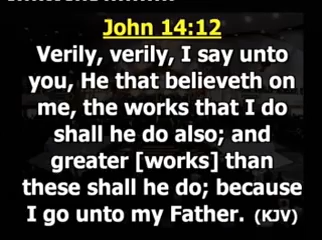 John 14:12
Verily, verily, I say unto
you, He that believeth on
me, the works that I do
shall he do also; and
greater [works] than
these shall he do; because
I go unto my Father. (KJV)